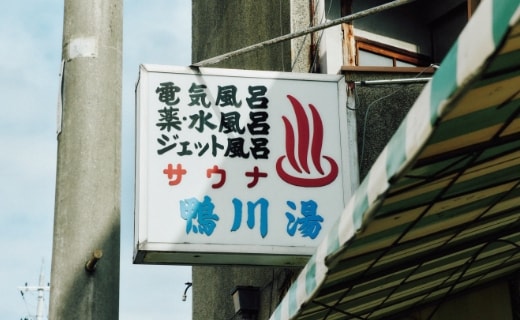 電気風呂
薬・水風呂
ジェット風呂
サウナ
鴨川湯